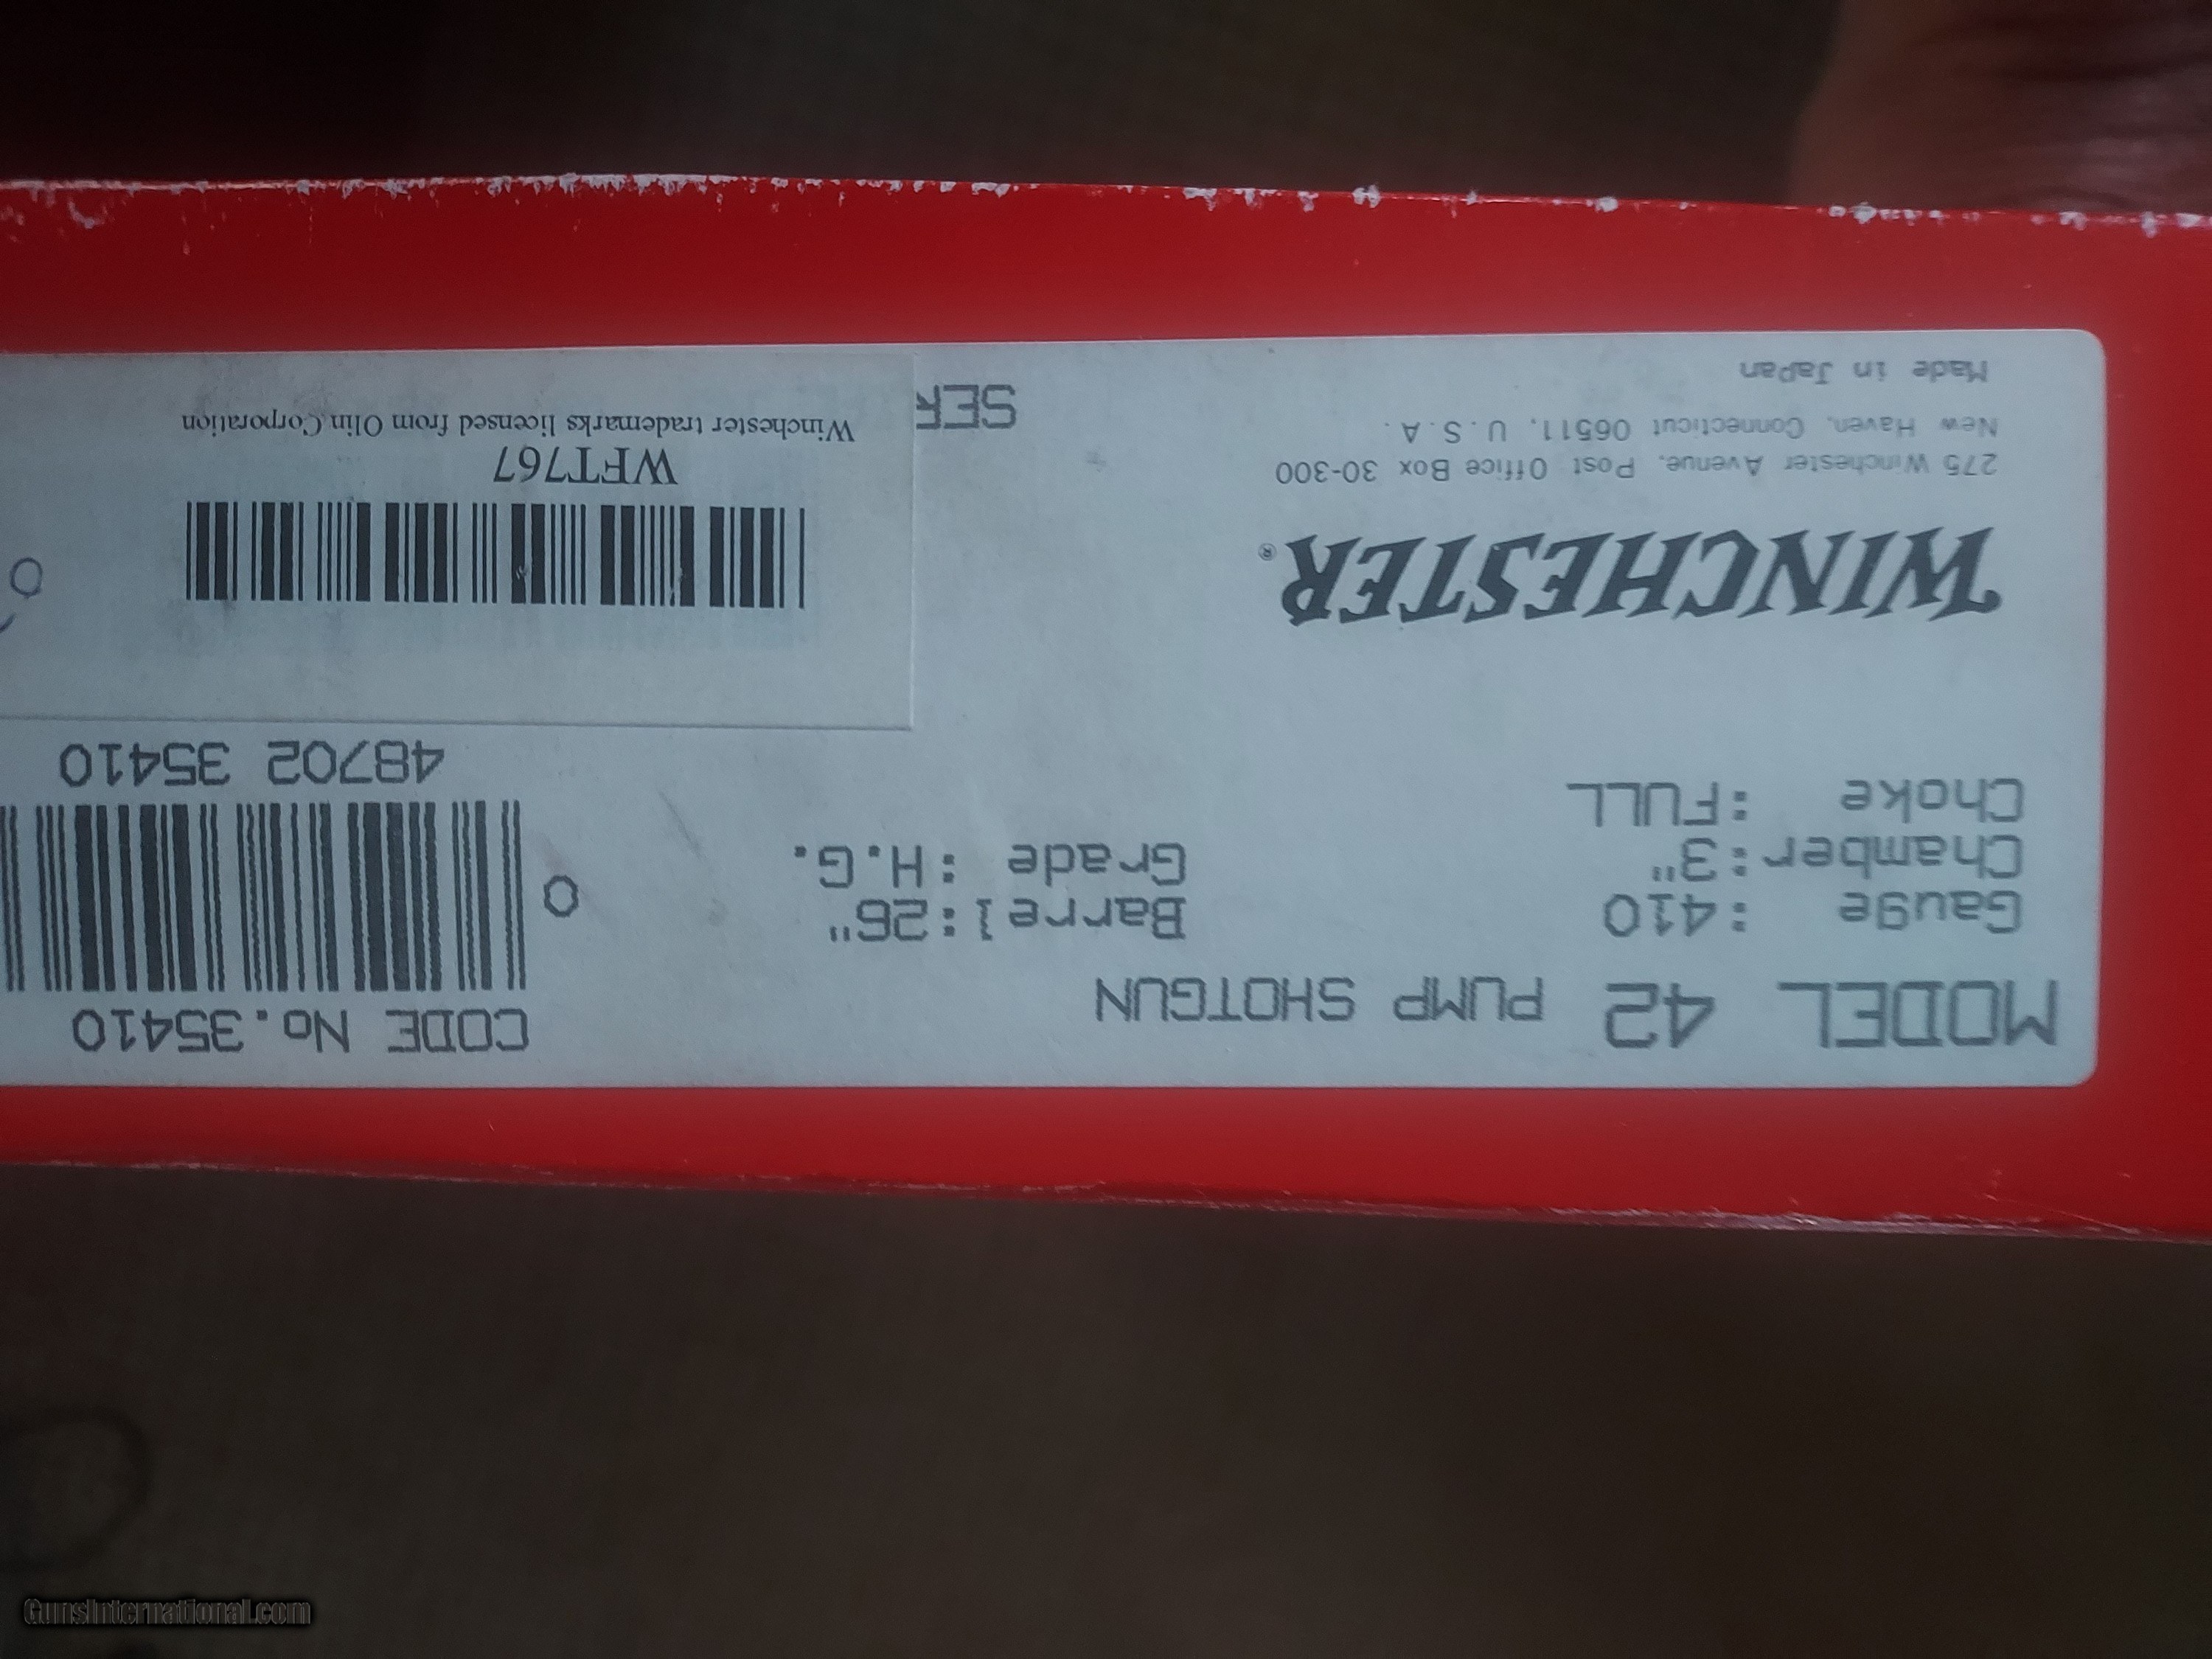 MODEL 42 PUMP SHOTGUN
Gauge :410
Barrel:26"
Chamber:3"
Grade :H.G.
Choke :FULL
CODE No.35410
0
48702 35410
WINCHESTER®
275 Winchester Avenue, Post Office Box 30-300
New Haven, Connecticut 06511, U.S.A.
Made in JaPan
SER
WFT767
Winchester trademarks licensed from Olin Corporation
GunsInternational.com